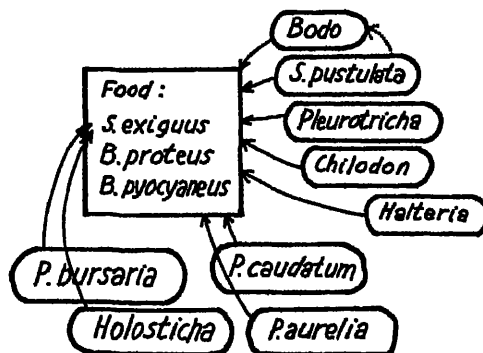 Bodo
S. pustulata
Food:
S. exiguus
B. proteus
B. pyocyaneus
Pleurotricha
Chilodon
Halteria
P. bursaria
P. caudatum
Holosticha
P. aurelia